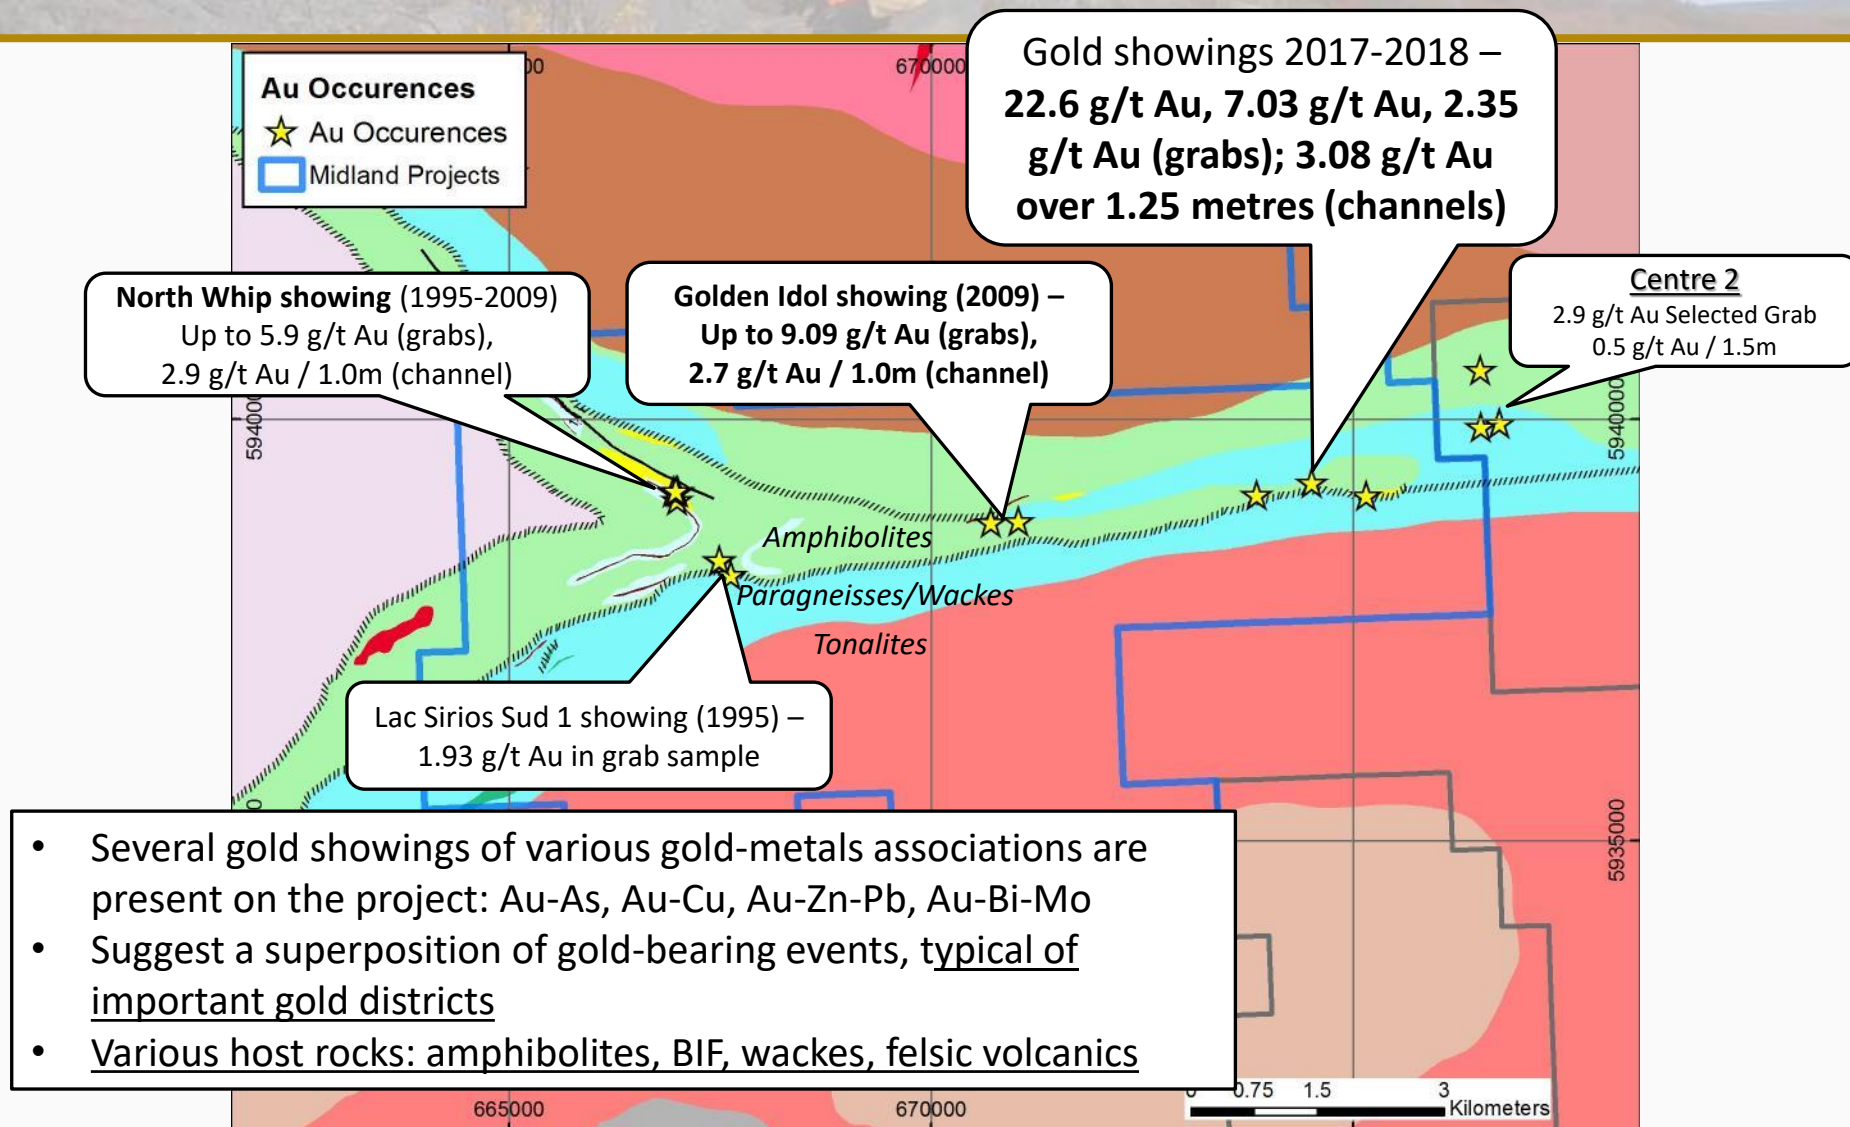 Au Occurences
Au Occurences
Midland Projects
00
670000
Gold showings 2017-2018 –
22.6 g/t Au, 7.03 g/t Au, 2.35
g/t Au (grabs); 3.08 g/t Au
over 1.25 metres (channels)
North Whip showing (1995-2009)
Up to 5.9 g/t Au (grabs),
2.9 g/t Au / 1.0m (channel)
Golden Idol showing (2009) –
Up to 9.09 g/t Au (grabs),
2.7 g/t Au / 1.0m (channel)
Centre 2
2.9 g/t Au Selected Grab
0.5 g/t Au / 1.5m
5940000
5940000
Amphibolites
Paragneisses/Wackes
Tonalites
Lac Sirios Sud 1 showing (1995) –
1.93 g/t Au in grab sample
0
5935000
• Several gold showings of various gold-metals associations are
present on the project: Au-As, Au-Cu, Au-Zn-Pb, Au-Bi-Mo
• Suggest a superposition of gold-bearing events, typical of
important gold districts
• Various host rocks: amphibolites, BIF, wackes, felsic volcanics
0 0.75 1.5 3
Kilometers
665000
670000